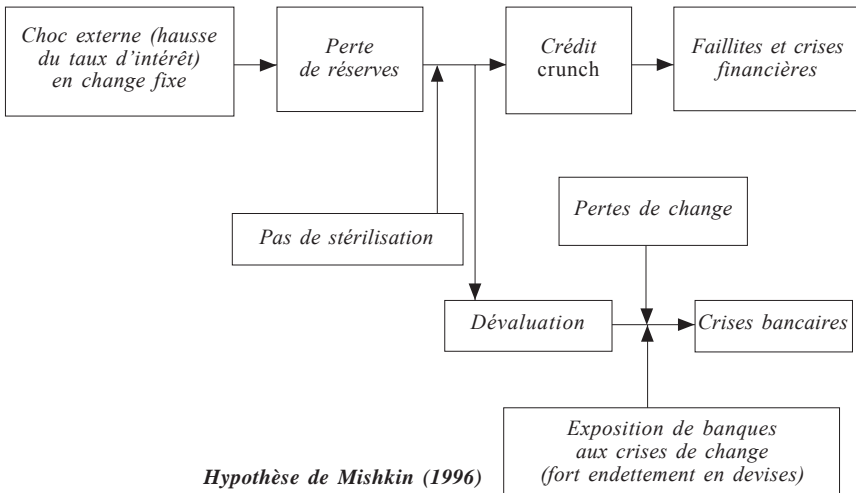 Choc externe (hausse
du taux d'intérêt)
en change fixe
Perte
de réserves
Crédit
crunch
Faillites et crises
financières
Pas de stérilisation
Pertes de change
Dévaluation
Crises bancaires
Exposition de banques
aux crises de change
(fort endettement en devises)
Hypothèse de Mishkin (1996)